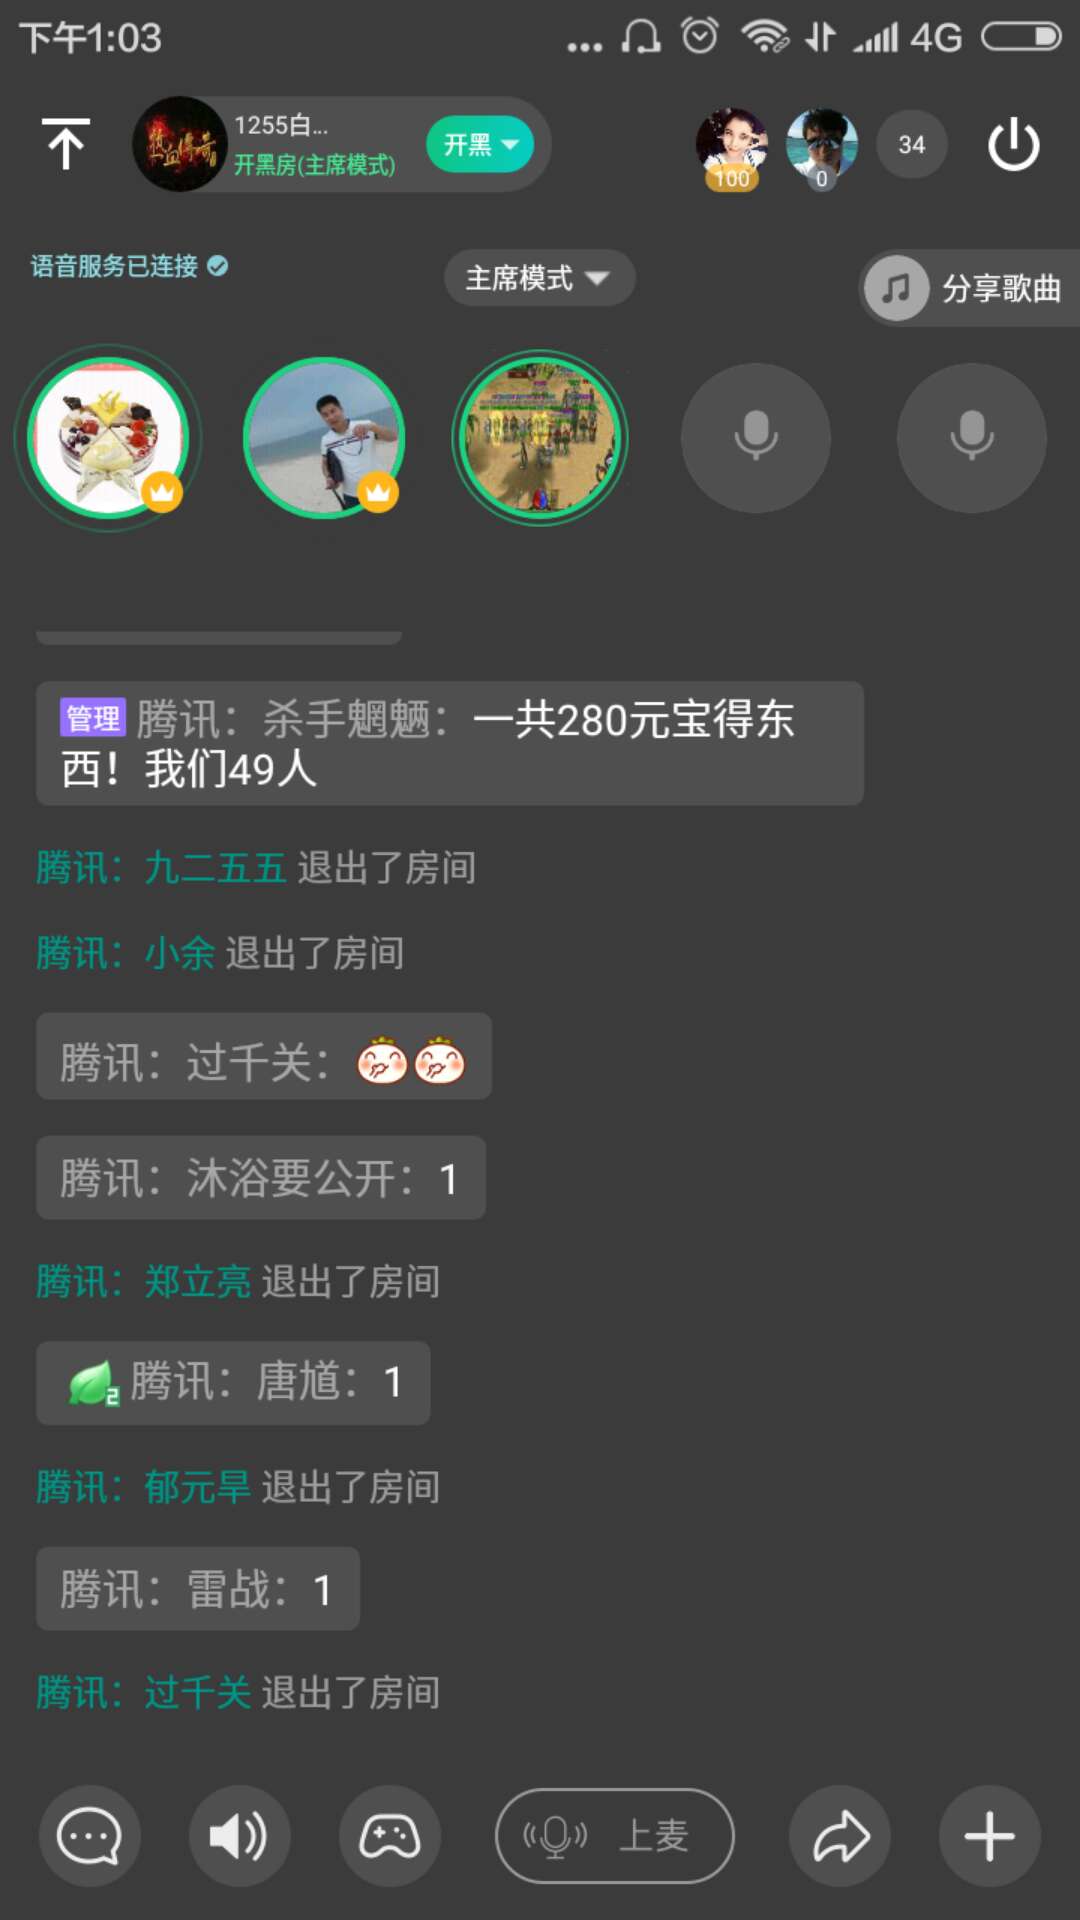 下午1:03
4G
热血传奇
1255白...
开黑房(主席模式)
开黑
100
0
34
语音服务已连接
主席模式
分享歌曲
管理 腾讯：杀手魍魉：一共280元宝得东
西！我们49人
腾讯：九二五五 退出了房间
腾讯：小余 退出了房间
腾讯：过千关：
腾讯：沐浴要公开：1
腾讯：郑立亮 退出了房间
2 腾讯：唐馗：1
腾讯：郁元旱 退出了房间
腾讯：雷战：1
腾讯：过千关 退出了房间
上麦